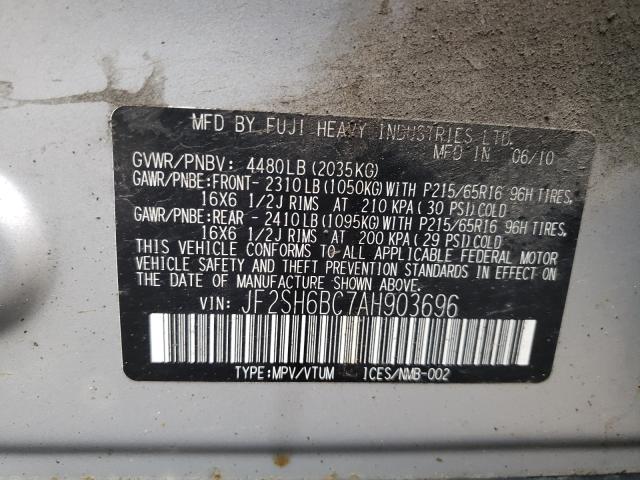 MFD BY FUJI HEAVY INDUSTRIES LTD.
MFD IN 06/10
GVWR/PNBV: 4480LB (2035KG)
GAWR/PNBE:FRONT- 2310LB (1050KG) WITH P215/65R16 96H TIRES,
16X6 1/2J RIMS AT 210 KPA (30 PSI) COLD
GAWR/PNBE:REAR - 2410LB (1095KG) WITH P215/65R16 96H TIRES,
16X6 1/2J RIMS AT 200 KPA (29 PSI) COLD
THIS VEHICLE CONFORMS TO ALL APPLICABLE FEDERAL MOTOR
VEHICLE SAFETY AND THEFT PREVENTION STANDARDS IN EFFECT
ON THE DATE OF MANUFACTURE SHOWN ABOVE.
VIN: JF2SH6BC7AH903696
TYPE:MPV/VTUM ICES/NMB-002